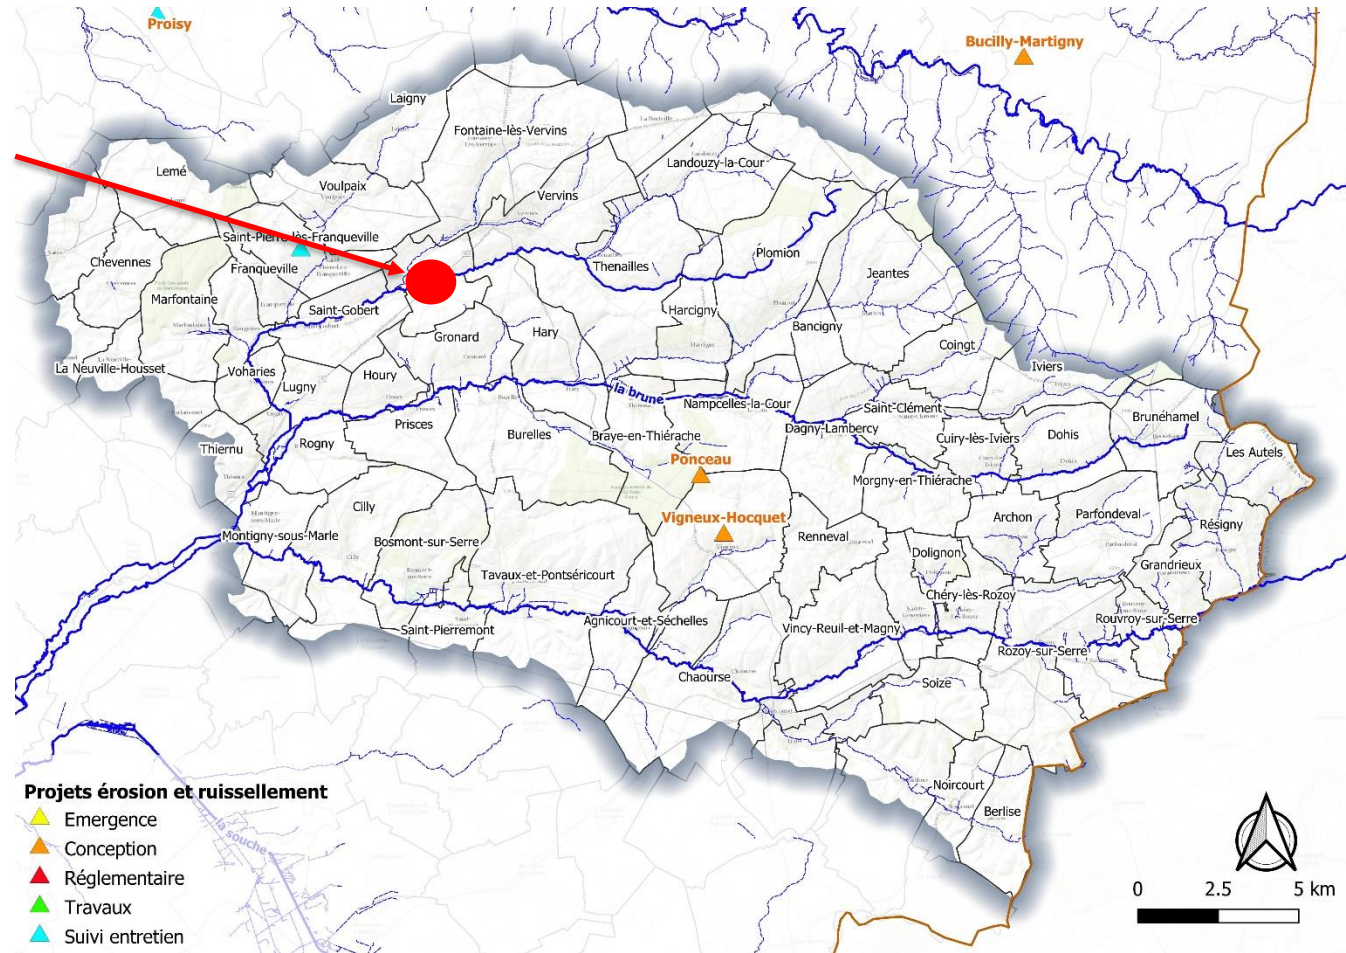 Proisy
Bucilly-Martigny
Laigny
Fontaine-lès-Vervins
Landouzy-la-Cour
Lemé
Voulpaix
Vervins
Saint-Pierre-lès-Franqueville
Chevennes
Franqueville
Thenailles
Plomion
Jeantes
Marfontaine
Saint-Gobert
Harcigny
Gronard
Hary
Bancigny
Coingt
La Neuville-Housset
Voharies
Lugny
Houry
Iviers
la brune
Nampcelles-la-Cour
Saint-Clément
Brunehamel
Prisces
Burelles
Braye-en-Thiérache
Dagny-Lambercy
Cuiry-lès-Iviers
Dohis
Thiernu
Rogny
Les Autels
Ponceau
Morgny-en-Thiérache
Cilly
Archon
Parfondeval
Résigny
Vigneux-Hocquet
Montigny-sous-Marle
Bosmont-sur-Serre
Renneval
Dolignon
Grandrieux
Tavaux-et-Pontséricourt
Chéry-lès-Rozoy
Agnicourt-et-Séchelles
Saint-Pierremont
Vincy-Reuil-et-Magny
Rouvroy-sur-Serre
Rozoy-sur-Serre
Chaourse
Soize
Noircourt
Berlise
la souche
Projets érosion et ruissellement
Emergence
Conception
Réglementaire
Travaux
Suivi entretien
0 2.5 5 km